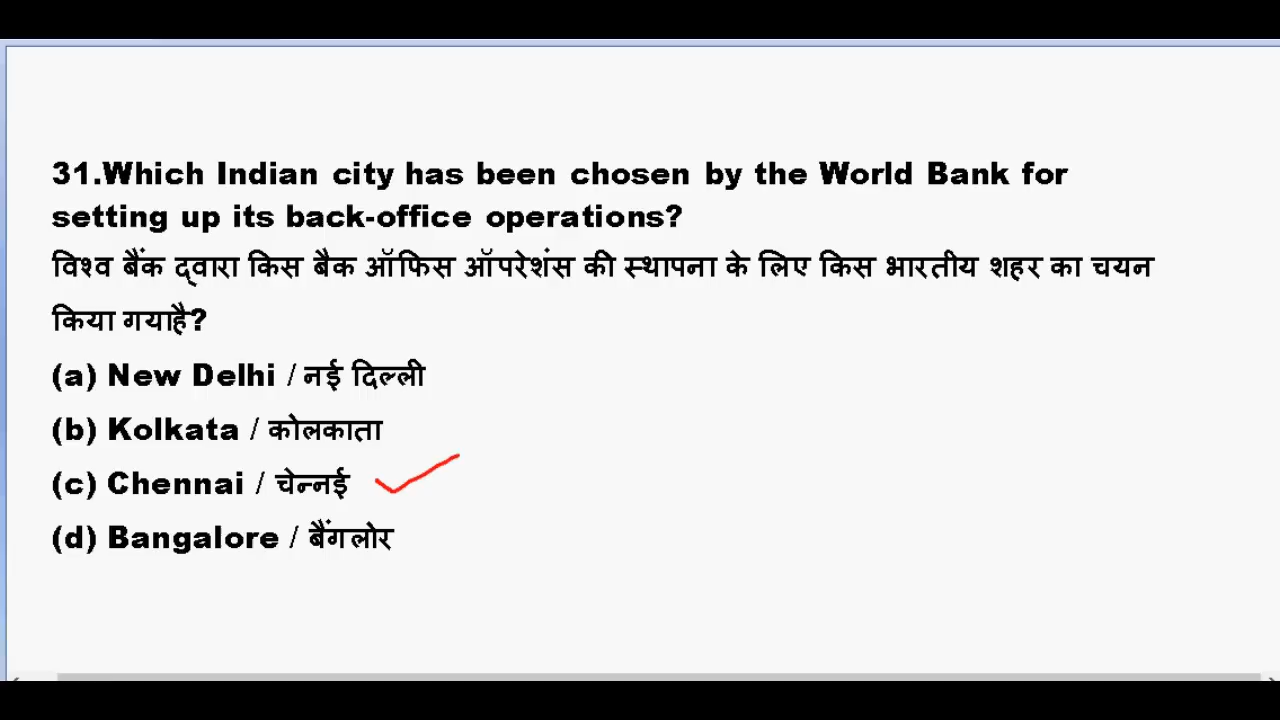 31.Which Indian city has been chosen by the World Bank for
setting up its back-office operations?
विश्व बैंक द्वारा किस बैक ऑफिस ऑपरेशंस की स्थापना के लिए किस भारतीय शहर का चयन
किया गयाहै?
(a) New Delhi / नई दिल्ली
(b) Kolkata / कोलकाता
(c) Chennai / चेन्नई
(d) Bangalore / बैंगलोर